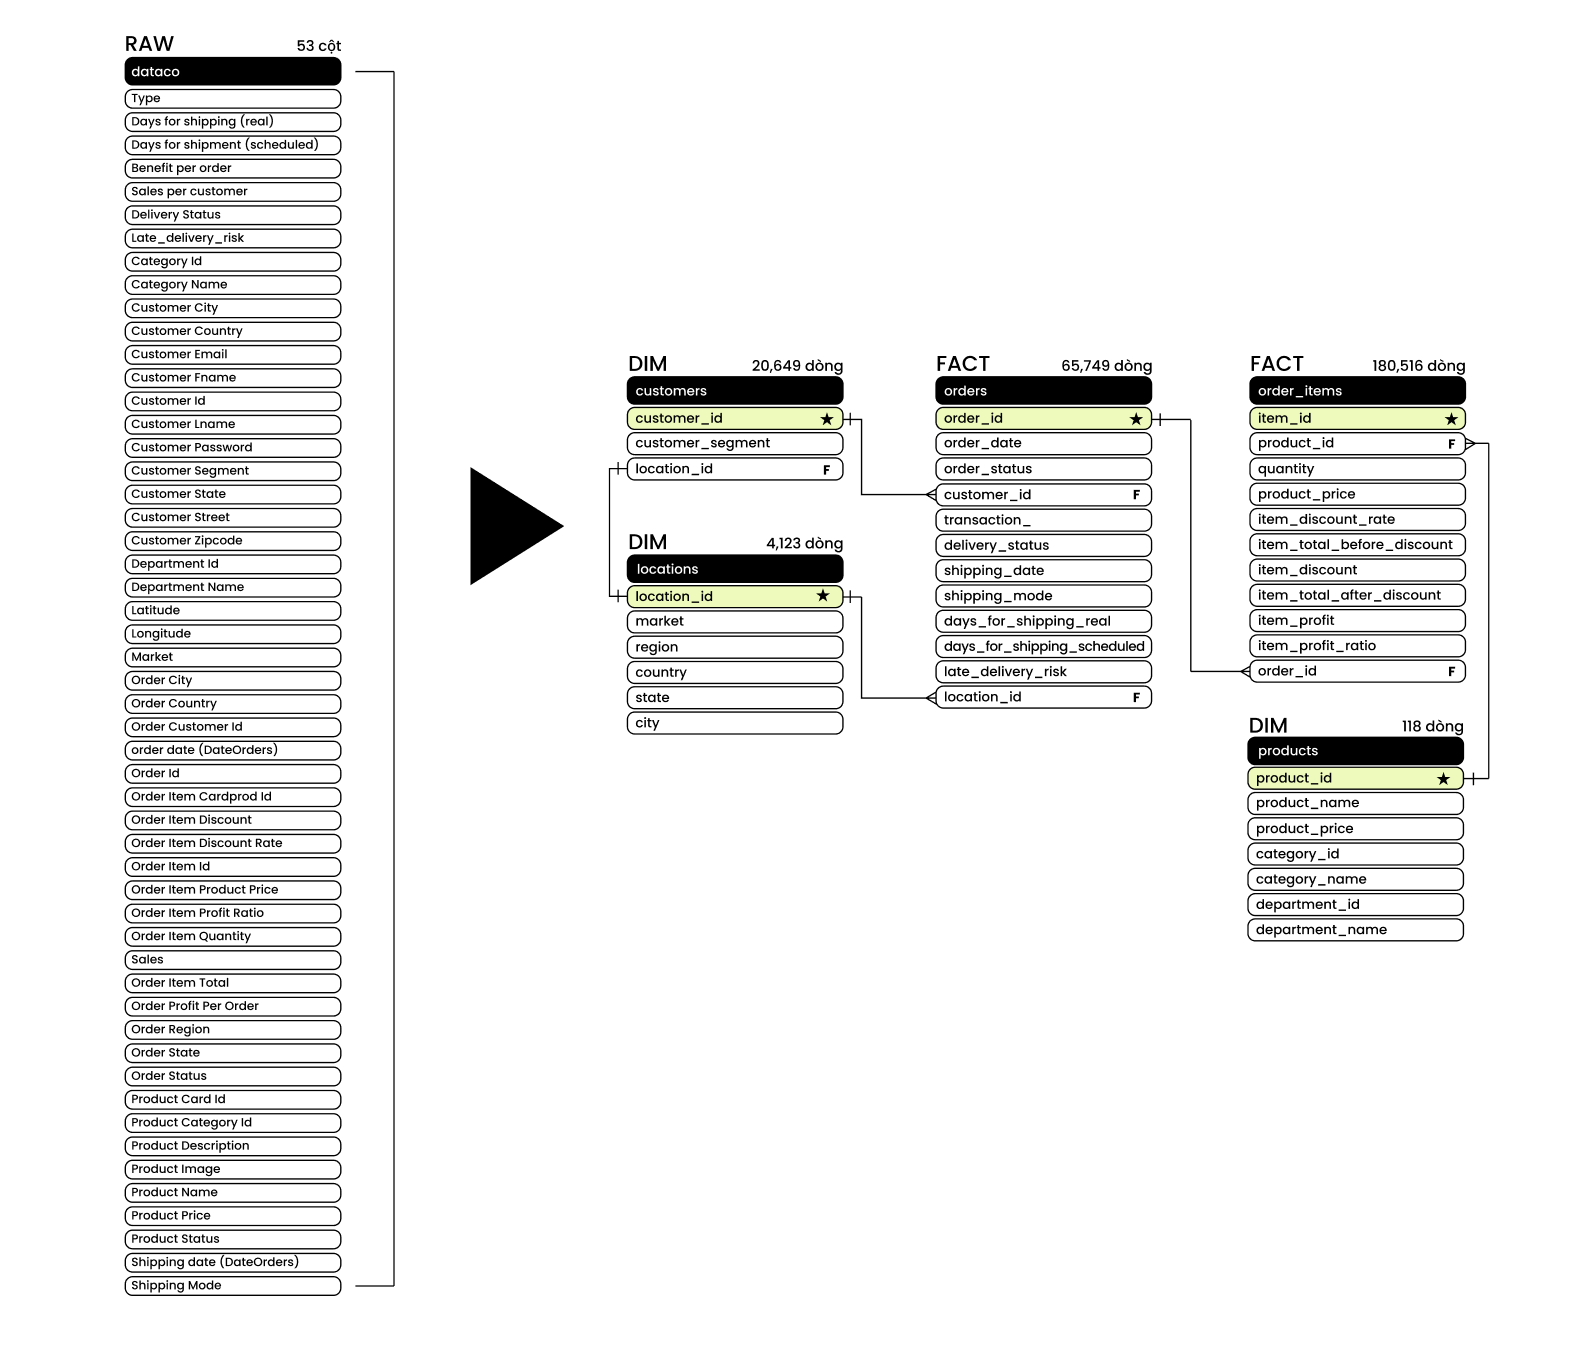 RAW 53 cột
dataco
Type
Days for shipping (real)
Days for shipment (scheduled)
Benefit per order
Sales per customer
Delivery Status
Late_delivery_risk
Category Id
Category Name
Customer City
Customer Country
Customer Email
Customer Fname
Customer Id
Customer Lname
Customer Password
Customer Segment
Customer State
Customer Street
Customer Zipcode
Department Id
Department Name
Latitude
Longitude
Market
Order City
Order Country
Order Customer Id
order date (DateOrders)
Order Id
Order Item Cardprod Id
Order Item Discount
Order Item Discount Rate
Order Item Id
Order Item Product Price
Order Item Profit Ratio
Order Item Quantity
Sales
Order Item Total
Order Profit Per Order
Order Region
Order State
Order Status
Product Card Id
Product Category Id
Product Description
Product Image
Product Name
Product Price
Product Status
Shipping date (DateOrders)
Shipping Mode
DIM 20,649 dòng
customers
customer_id ★
customer_segment
location_id F
DIM 4,123 dòng
locations
location_id ★
market
region
country
state
city
FACT 65,749 dòng
orders
order_id ★
order_date
order_status
customer_id F
transaction_
delivery_status
shipping_date
shipping_mode
days_for_shipping_real
days_for_shipping_scheduled
late_delivery_risk
location_id F
FACT 180,516 dòng
order_items
item_id ★
product_id F
quantity
product_price
item_discount_rate
item_total_before_discount
item_discount
item_total_after_discount
item_profit
item_profit_ratio
order_id F
DIM 118 dòng
products
product_id ★
product_name
product_price
category_id
category_name
department_id
department_name